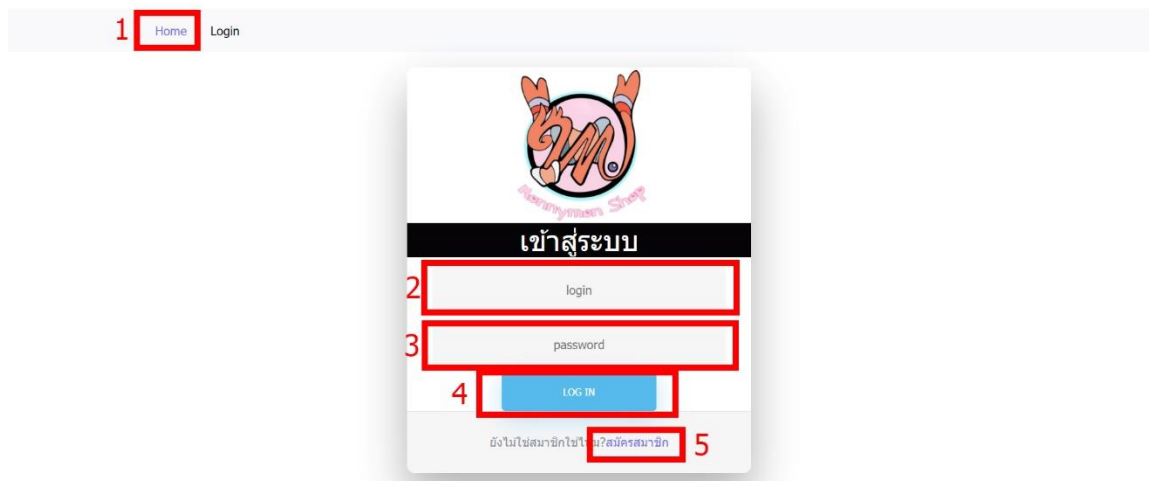 1 Home Login
Nennymon Shop
เข้าสู่ระบบ
2 login
3 password
4 LOG IN
ยังไม่ใช่สมาชิกใช่ไหม?สมัครสมาชิก 5